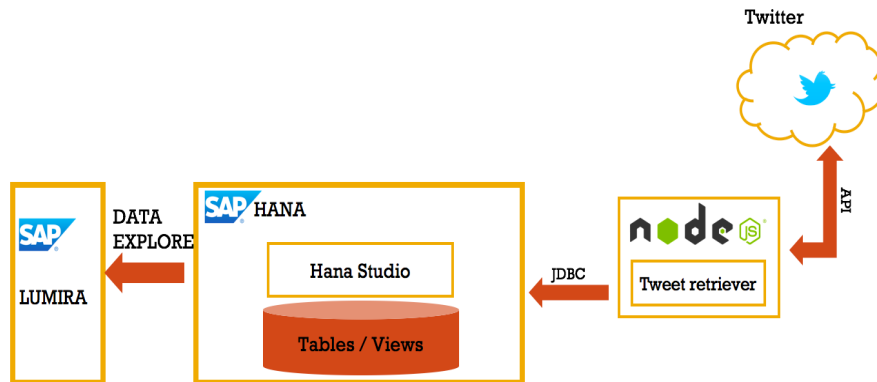 Twitter
API
node
JS
Tweet retriever
JDBC
SAP HANA
Hana Studio
Tables / Views
DATA
EXPLORE
SAP
LUMIRA